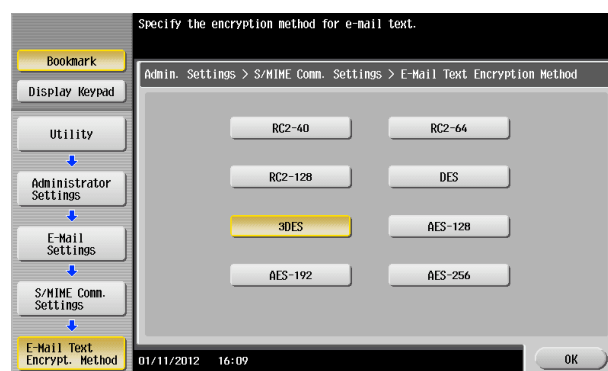 Specify the encryption method for e-mail text.
Bookmark
Display Keypad
Utility
Administrator
Settings
E-Mail
Settings
S/MIME Comm.
Settings
E-Mail Text
Encrypt. Method
Admin. Settings > S/MIME Comm. Settings > E-Mail Text Encryption Method
RC2-40 RC2-64
RC2-128 DES
3DES AES-128
AES-192 AES-256
01/11/2012 16:09
OK